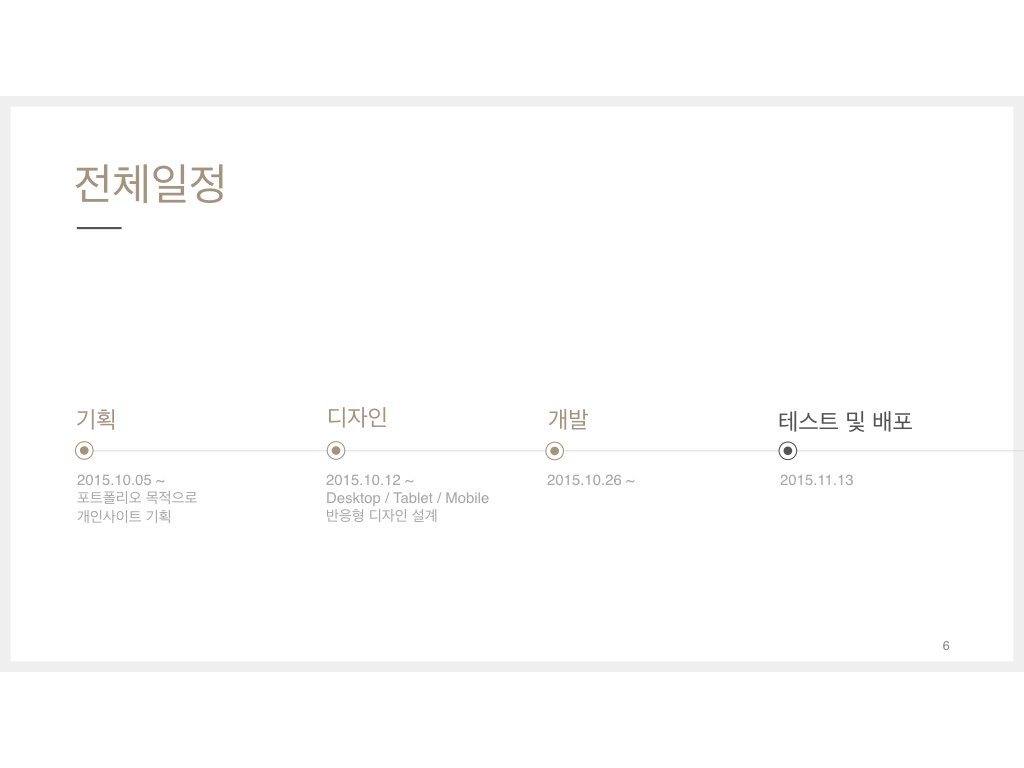 전체일정
기획
2015.10.05 ~
포트폴리오 목적으로
개인사이트 기획
디자인
2015.10.12 ~
Desktop / Tablet / Mobile
반응형 디자인 설계
개발
2015.10.26 ~
테스트 및 배포
2015.11.13
6